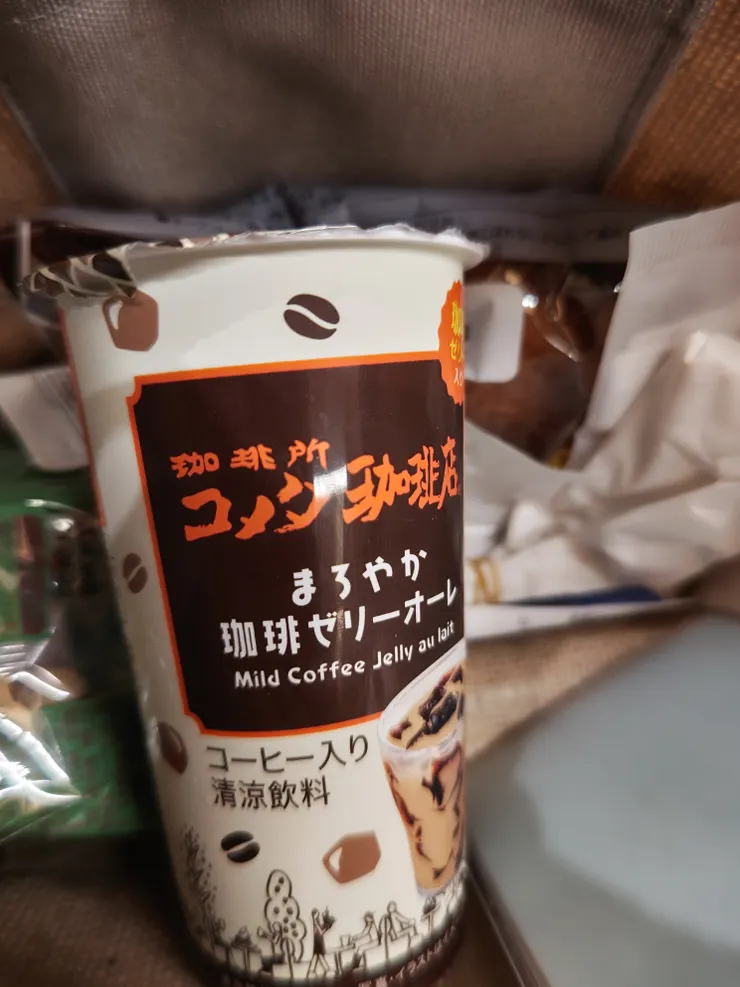 珈琲所
コメダ珈琲店
まろやか
珈琲ゼリーオーレ
Mild Coffee Jelly au lait
コーヒー入り
清涼飲料